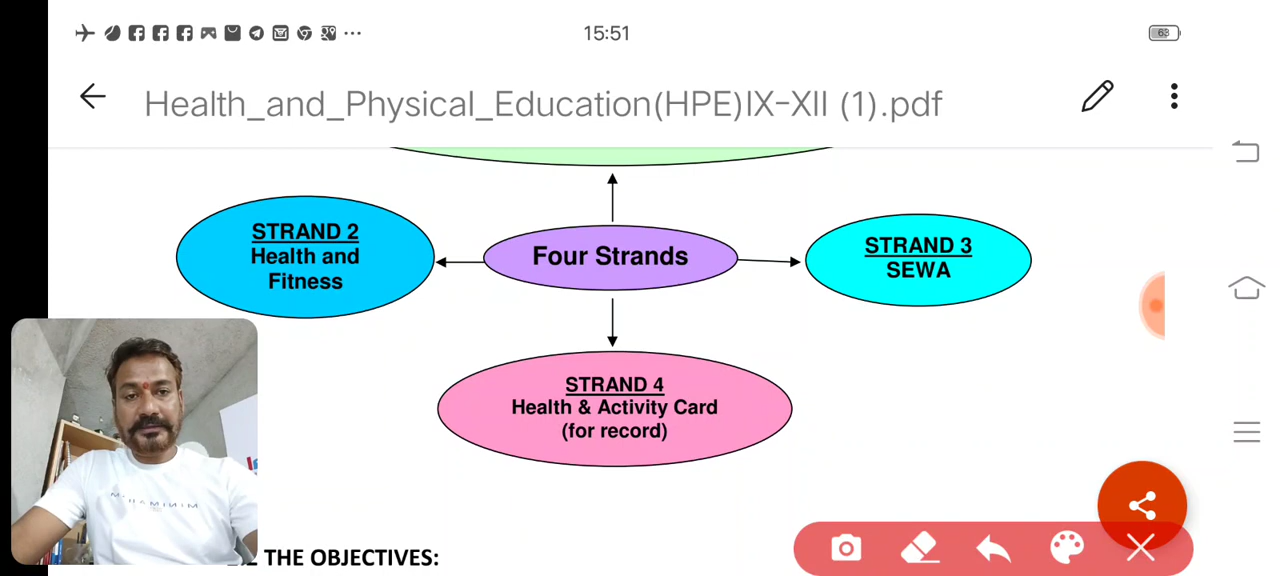 15:51
63
Health_and_Physical_Education(HPE)IX-XII (1).pdf
STRAND 2
Health and
Fitness
Four Strands
STRAND 3
SEWA
STRAND 4
Health & Activity Card
(for record)
THE OBJECTIVES: